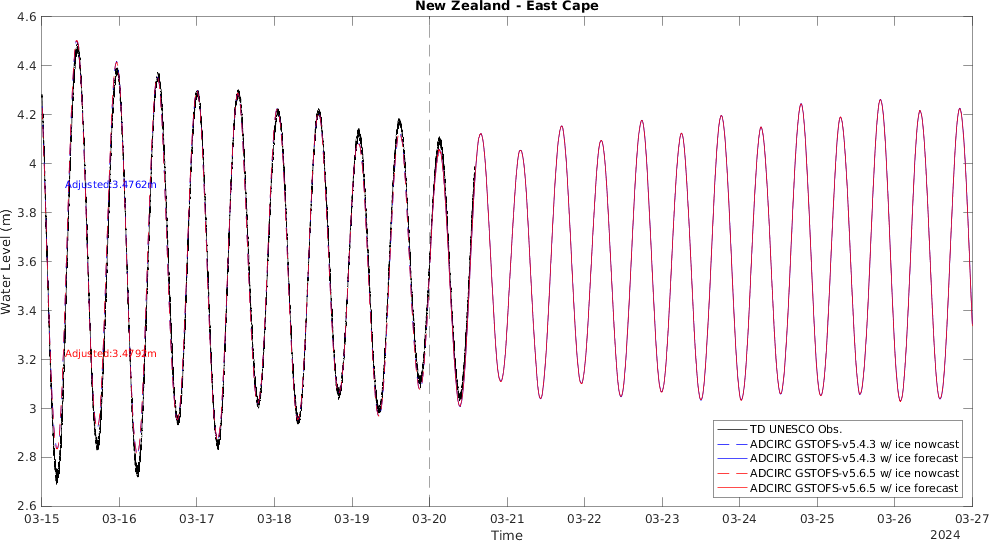 New Zealand - East Cape
4.6
4.4
4.2
4
3.8
3.6
3.4
3.2
3
2.8
2.6
Water Level (m)
Adjusted:3.4762m
Adjusted:3.4792m
TD UNESCO Obs.
ADCIRC GSTOFS-v5.4.3 w/ ice nowcast
ADCIRC GSTOFS-v5.4.3 w/ ice forecast
ADCIRC GSTOFS-v5.6.5 w/ ice nowcast
ADCIRC GSTOFS-v5.6.5 w/ ice forecast
03-15 03-16 03-17 03-18 03-19 03-20 03-21 03-22 03-23 03-24 03-25 03-26 03-27
Time
2024